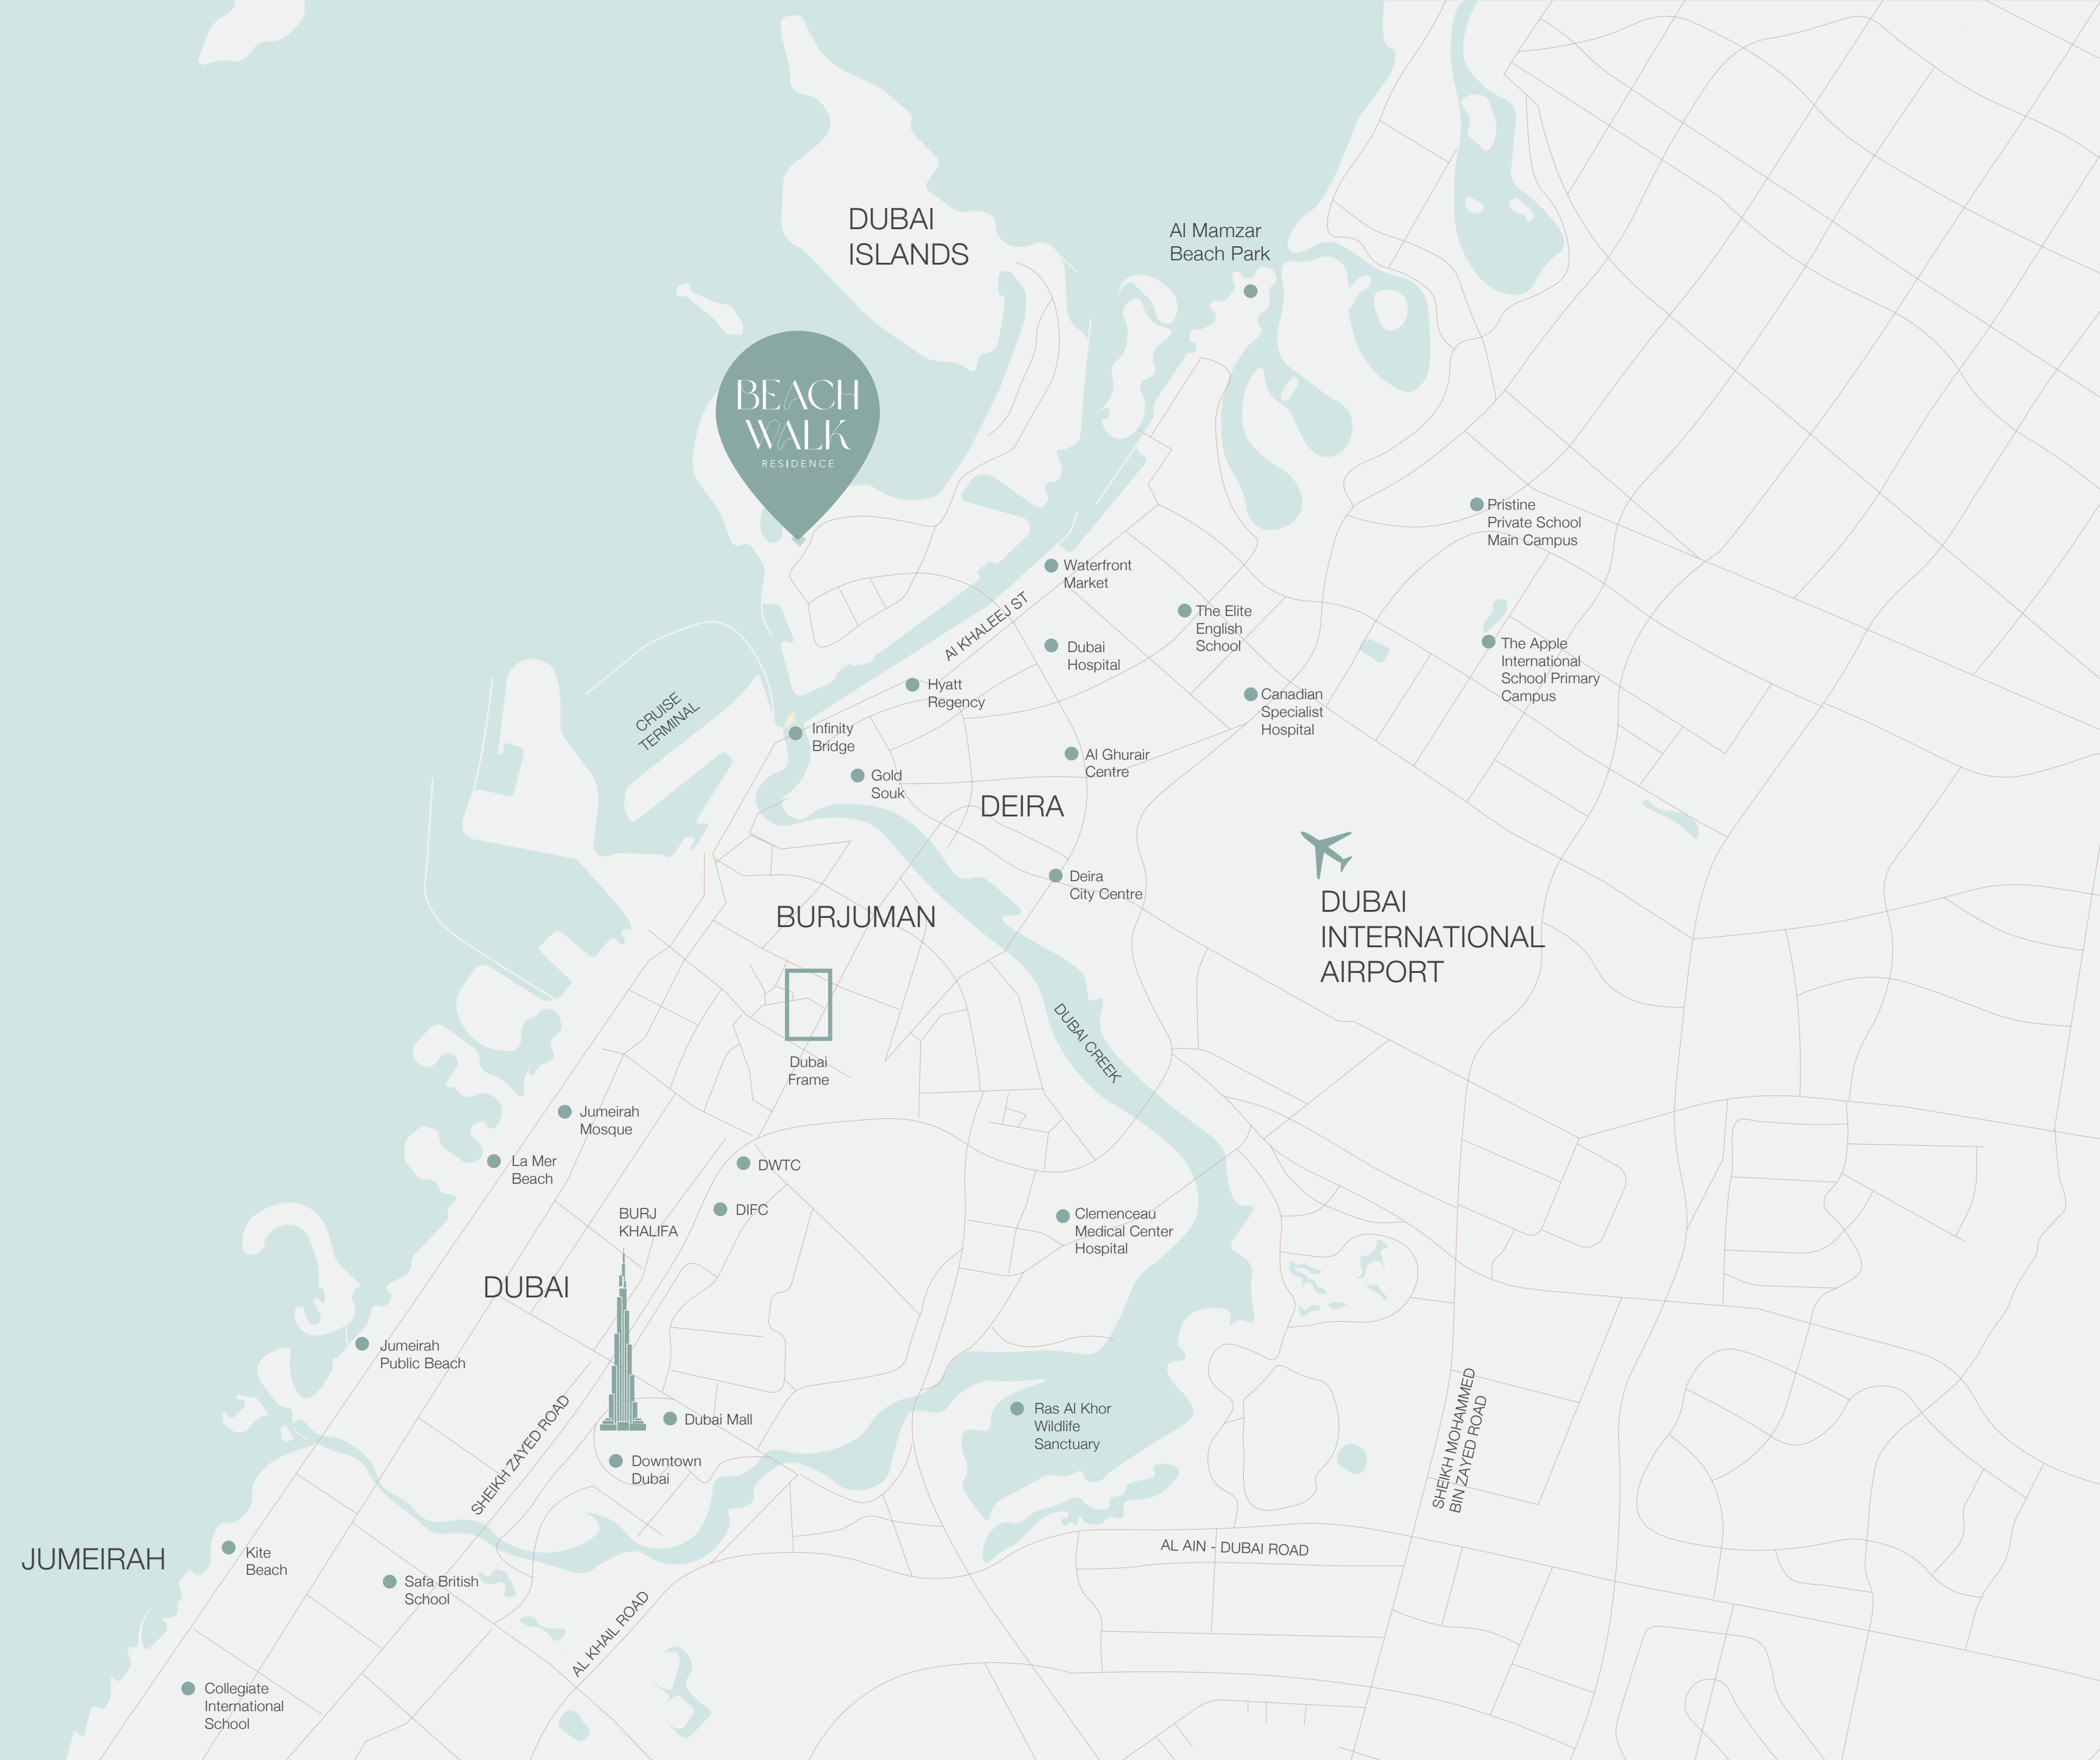 DUBAI
ISLANDS
Al Mamzar
Beach Park
BEACH
WALK
RESIDENCE
Pristine
Private School
Main Campus
Waterfront
Market
Al KHALEEJ ST
The Elite
English
School
Dubai
Hospital
The Apple
International
School Primary
Campus
Hyatt
Regency
Canadian
Specialist
Hospital
CRUISE
TERMINAL
Infinity
Bridge
Al Ghurair
Centre
Gold
Souk
DEIRA
Deira
City Centre
DUBAI
INTERNATIONAL
AIRPORT
BURJUMAN
DUBAI CREEK
Dubai
Frame
Jumeirah
Mosque
La Mer
Beach
DWTC
DIFC
BURJ
KHALIFA
Clemenceau
Medical Center
Hospital
DUBAI
Jumeirah
Public Beach
SHEIKH ZAYED ROAD
Dubai Mall
Downtown
Dubai
Ras Al Khor
Wildlife
Sanctuary
SHEIKH MOHAMMED
BIN ZAYED ROAD
JUMEIRAH
Kite
Beach
Safa British
School
AL AIN - DUBAI ROAD
AL KHAIL ROAD
Collegiate
International
School